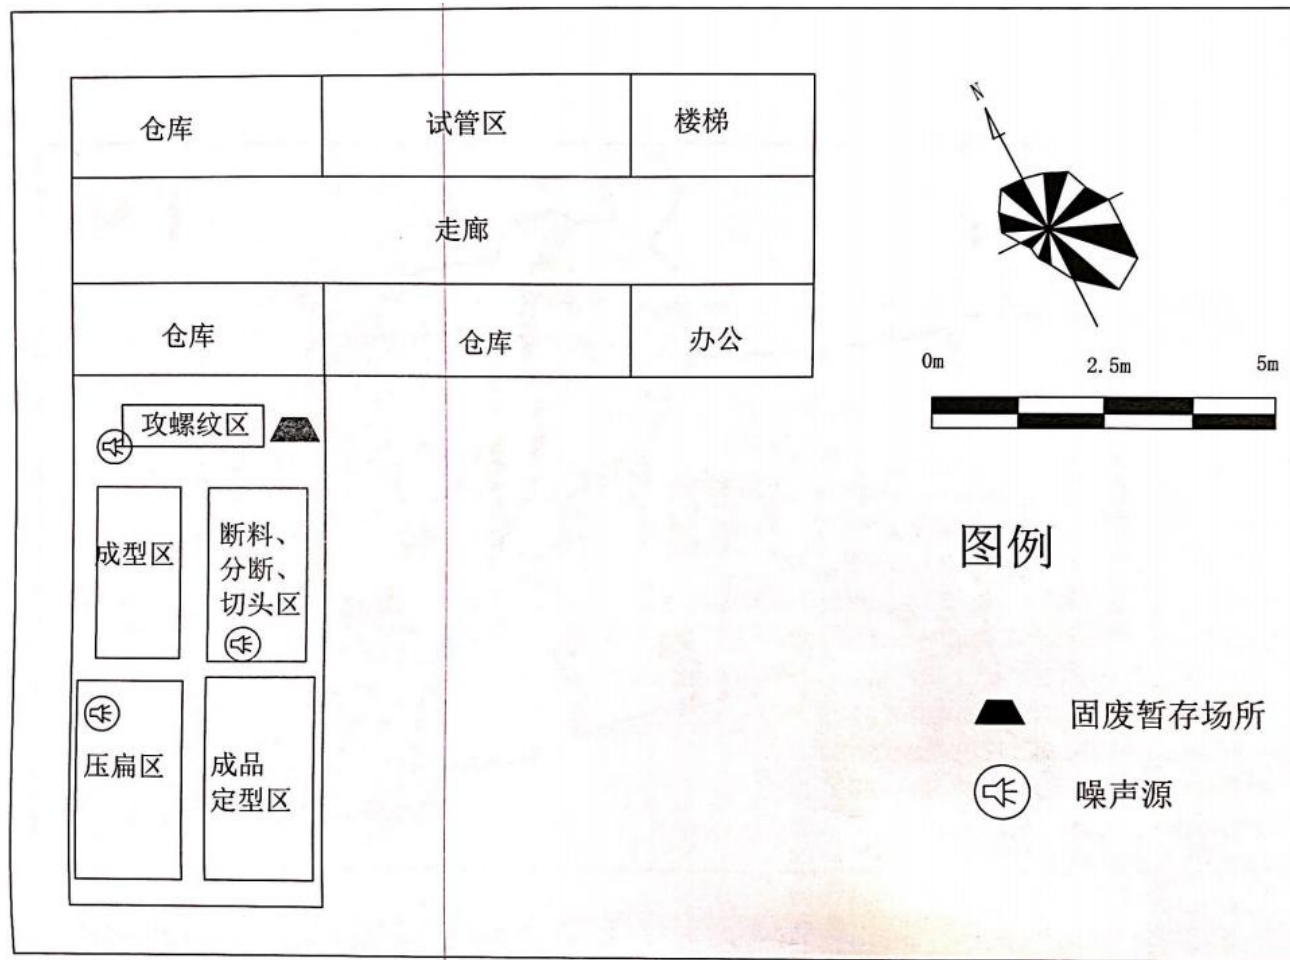 仓库
试管区
楼梯
走廊
仓库
仓库
办公
攻螺纹区
成型区
断料、
分断、
切头区
压扁区
成品
定型区
N
0m
2.5m
5m
图例
固废暂存场所
噪声源